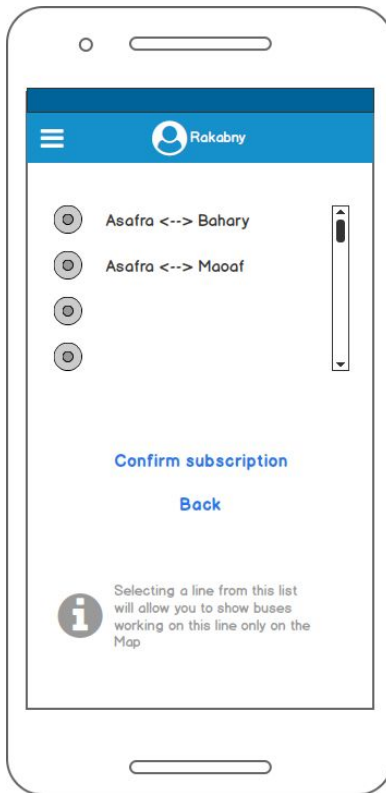 Rakabny
Asafra <--> Bahary
Asafra <--> Maoaf
Confirm subscription
Back
Selecting a line from this list
will allow you to show buses
working on this line only on the
Map